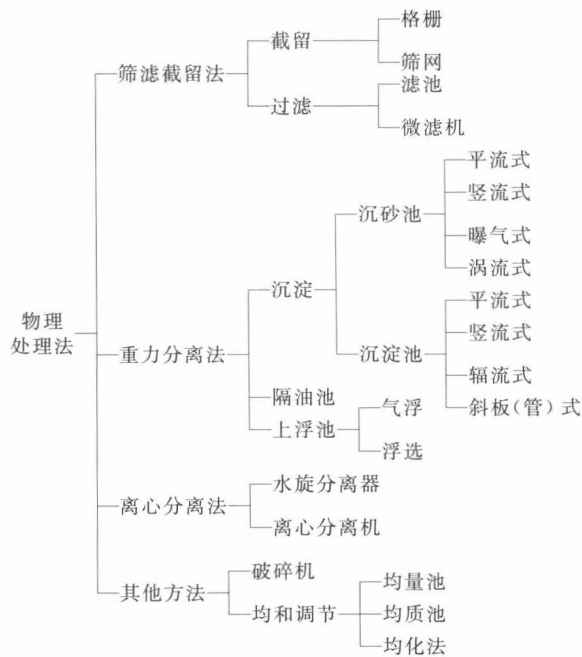 格栅
截留
筛网
筛滤截留法
滤池
过滤
微滤机
平流式
竖流式
沉砂池
曝气式
涡流式
沉淀
平流式
竖流式
沉淀池
辐流式
斜板(管)式
物理
处理法
重力分离法
隔油池
气浮
上浮池
浮选
水旋分离器
离心分离法
离心分离机
破碎机
其他方法
均量池
均和调节
均质池
均化法